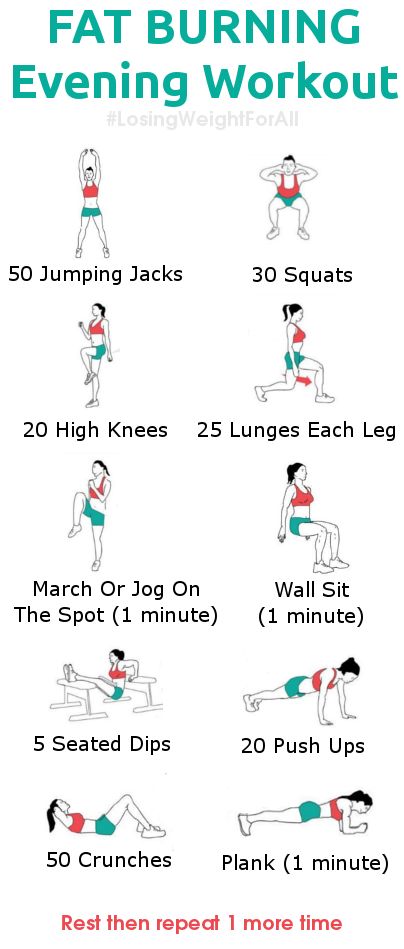 FAT BURNING
Evening Workout
#LosingWeightForAll
50 Jumping Jacks
30 Squats
20 High Knees
25 Lunges Each Leg
March Or Jog On
The Spot (1 minute)
Wall Sit
(1 minute)
5 Seated Dips
20 Push Ups
50 Crunches
Plank (1 minute)
Rest then repeat 1 more time